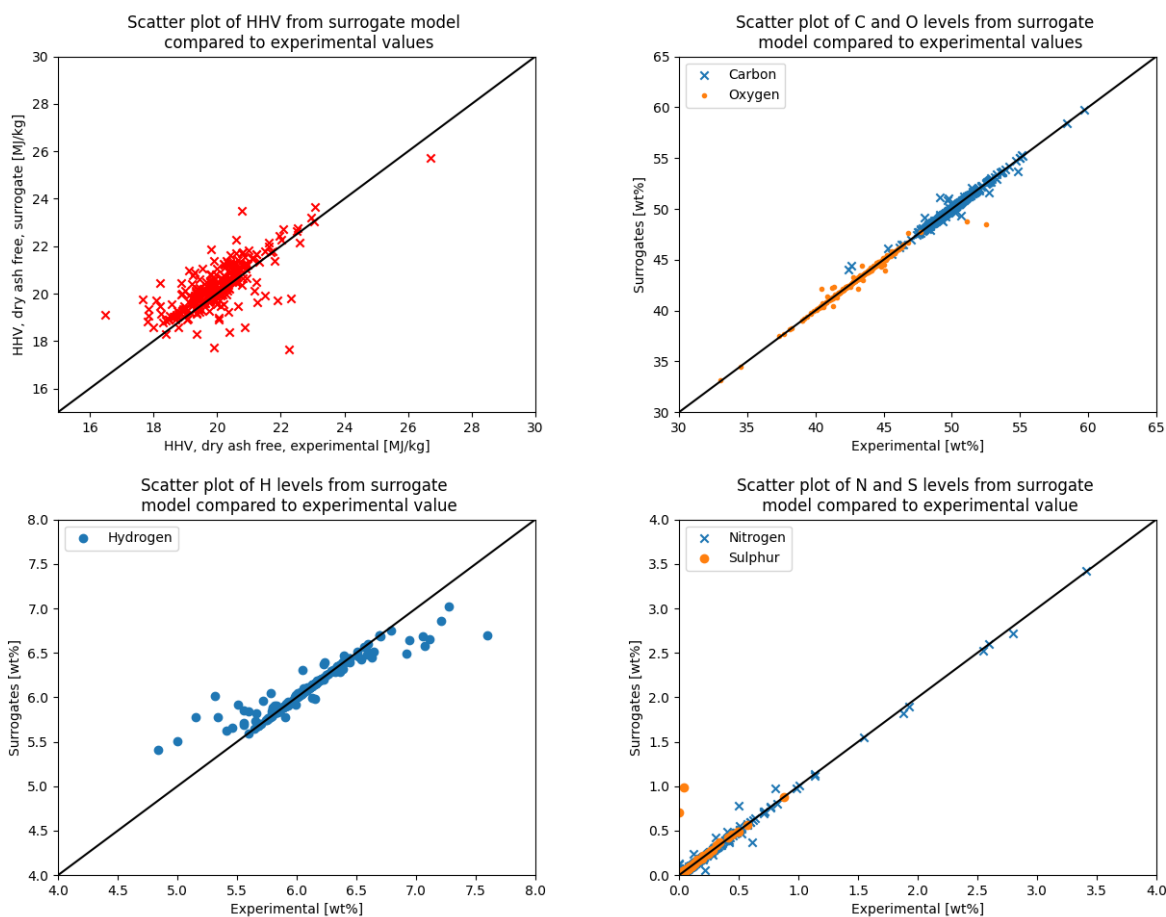 Scatter plot of HHV from surrogate model
compared to experimental values
30
28
26
24
22
20
18
16
HHV, dry ash free, surrogate [MJ/kg]
16 18 20 22 24 26 28 30
HHV, dry ash free, experimental [MJ/kg]
Scatter plot of C and O levels from surrogate
model compared to experimental values
Carbon
Oxygen
65
60
55
50
45
40
35
30
Surrogates [wt%]
30 35 40 45 50 55 60 65
Experimental [wt%]
Scatter plot of H levels from surrogate
model compared to experimental value
Hydrogen
8.0
7.5
7.0
6.5
6.0
5.5
5.0
4.5
4.0
Surrogates [wt%]
4.0 4.5 5.0 5.5 6.0 6.5 7.0 7.5 8.0
Experimental [wt%]
Scatter plot of N and S levels from surrogate
model compared to experimental value
Nitrogen
Sulphur
4.0
3.5
3.0
2.5
2.0
1.5
1.0
0.5
0.0
Surrogates [wt%]
0.0 0.5 1.0 1.5 2.0 2.5 3.0 3.5 4.0
Experimental [wt%]